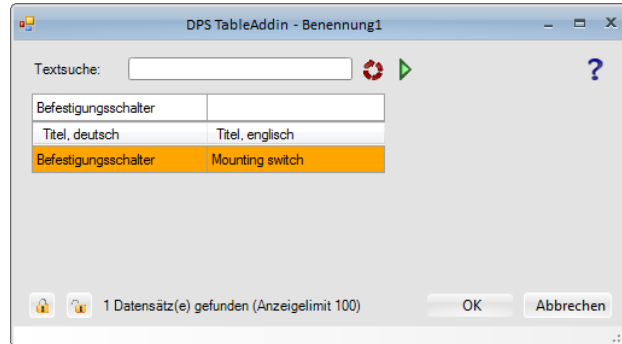 DPS TableAddin - Benennung1
Textsuche:
?
Befestigungsschalter
Titel, deutsch Titel, englisch
Befestigungsschalter Mounting switch
1 Datensätz(e) gefunden (Anzeigelimit 100) OK Abbrechen